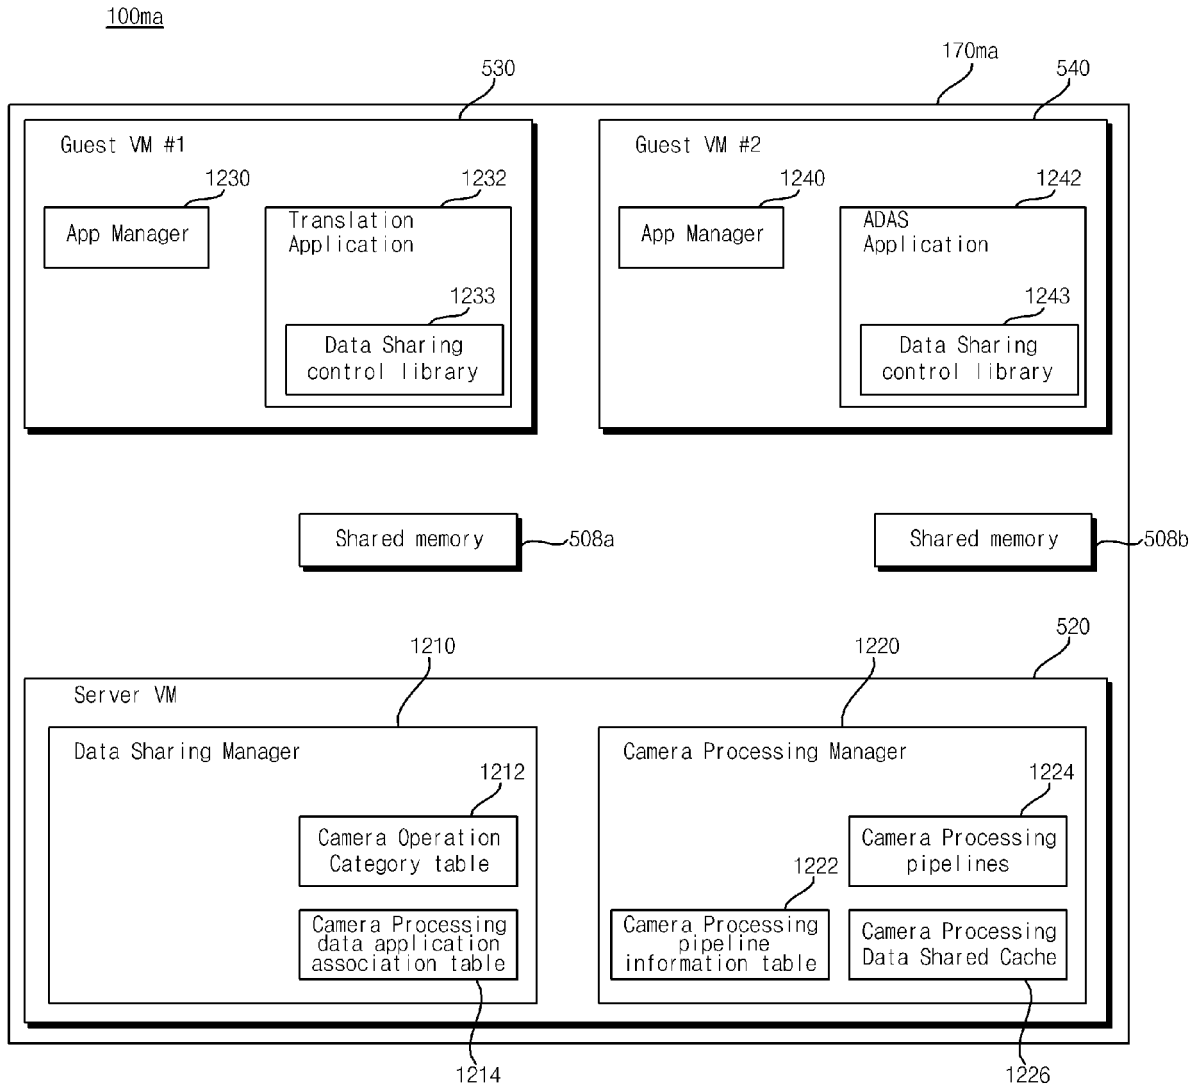 100ma
170ma
530
540
Guest VM #1
Guest VM #2
1230
1232
1240
1242
App Manager
Translation
Application
App Manager
ADAS
Application
1233
1243
Data Sharing
control library
Data Sharing
control library
Shared memory
508a
Shared memory
508b
1210
1220
520
Server VM
Data Sharing Manager
Camera Processing Manager
1212
1224
Camera Operation
Category table
Camera Processing
pipelines
1222
Camera Processing
data application
association table
Camera Processing
pipeline
information table
Camera Processing
Data Shared Cache
1214
1226